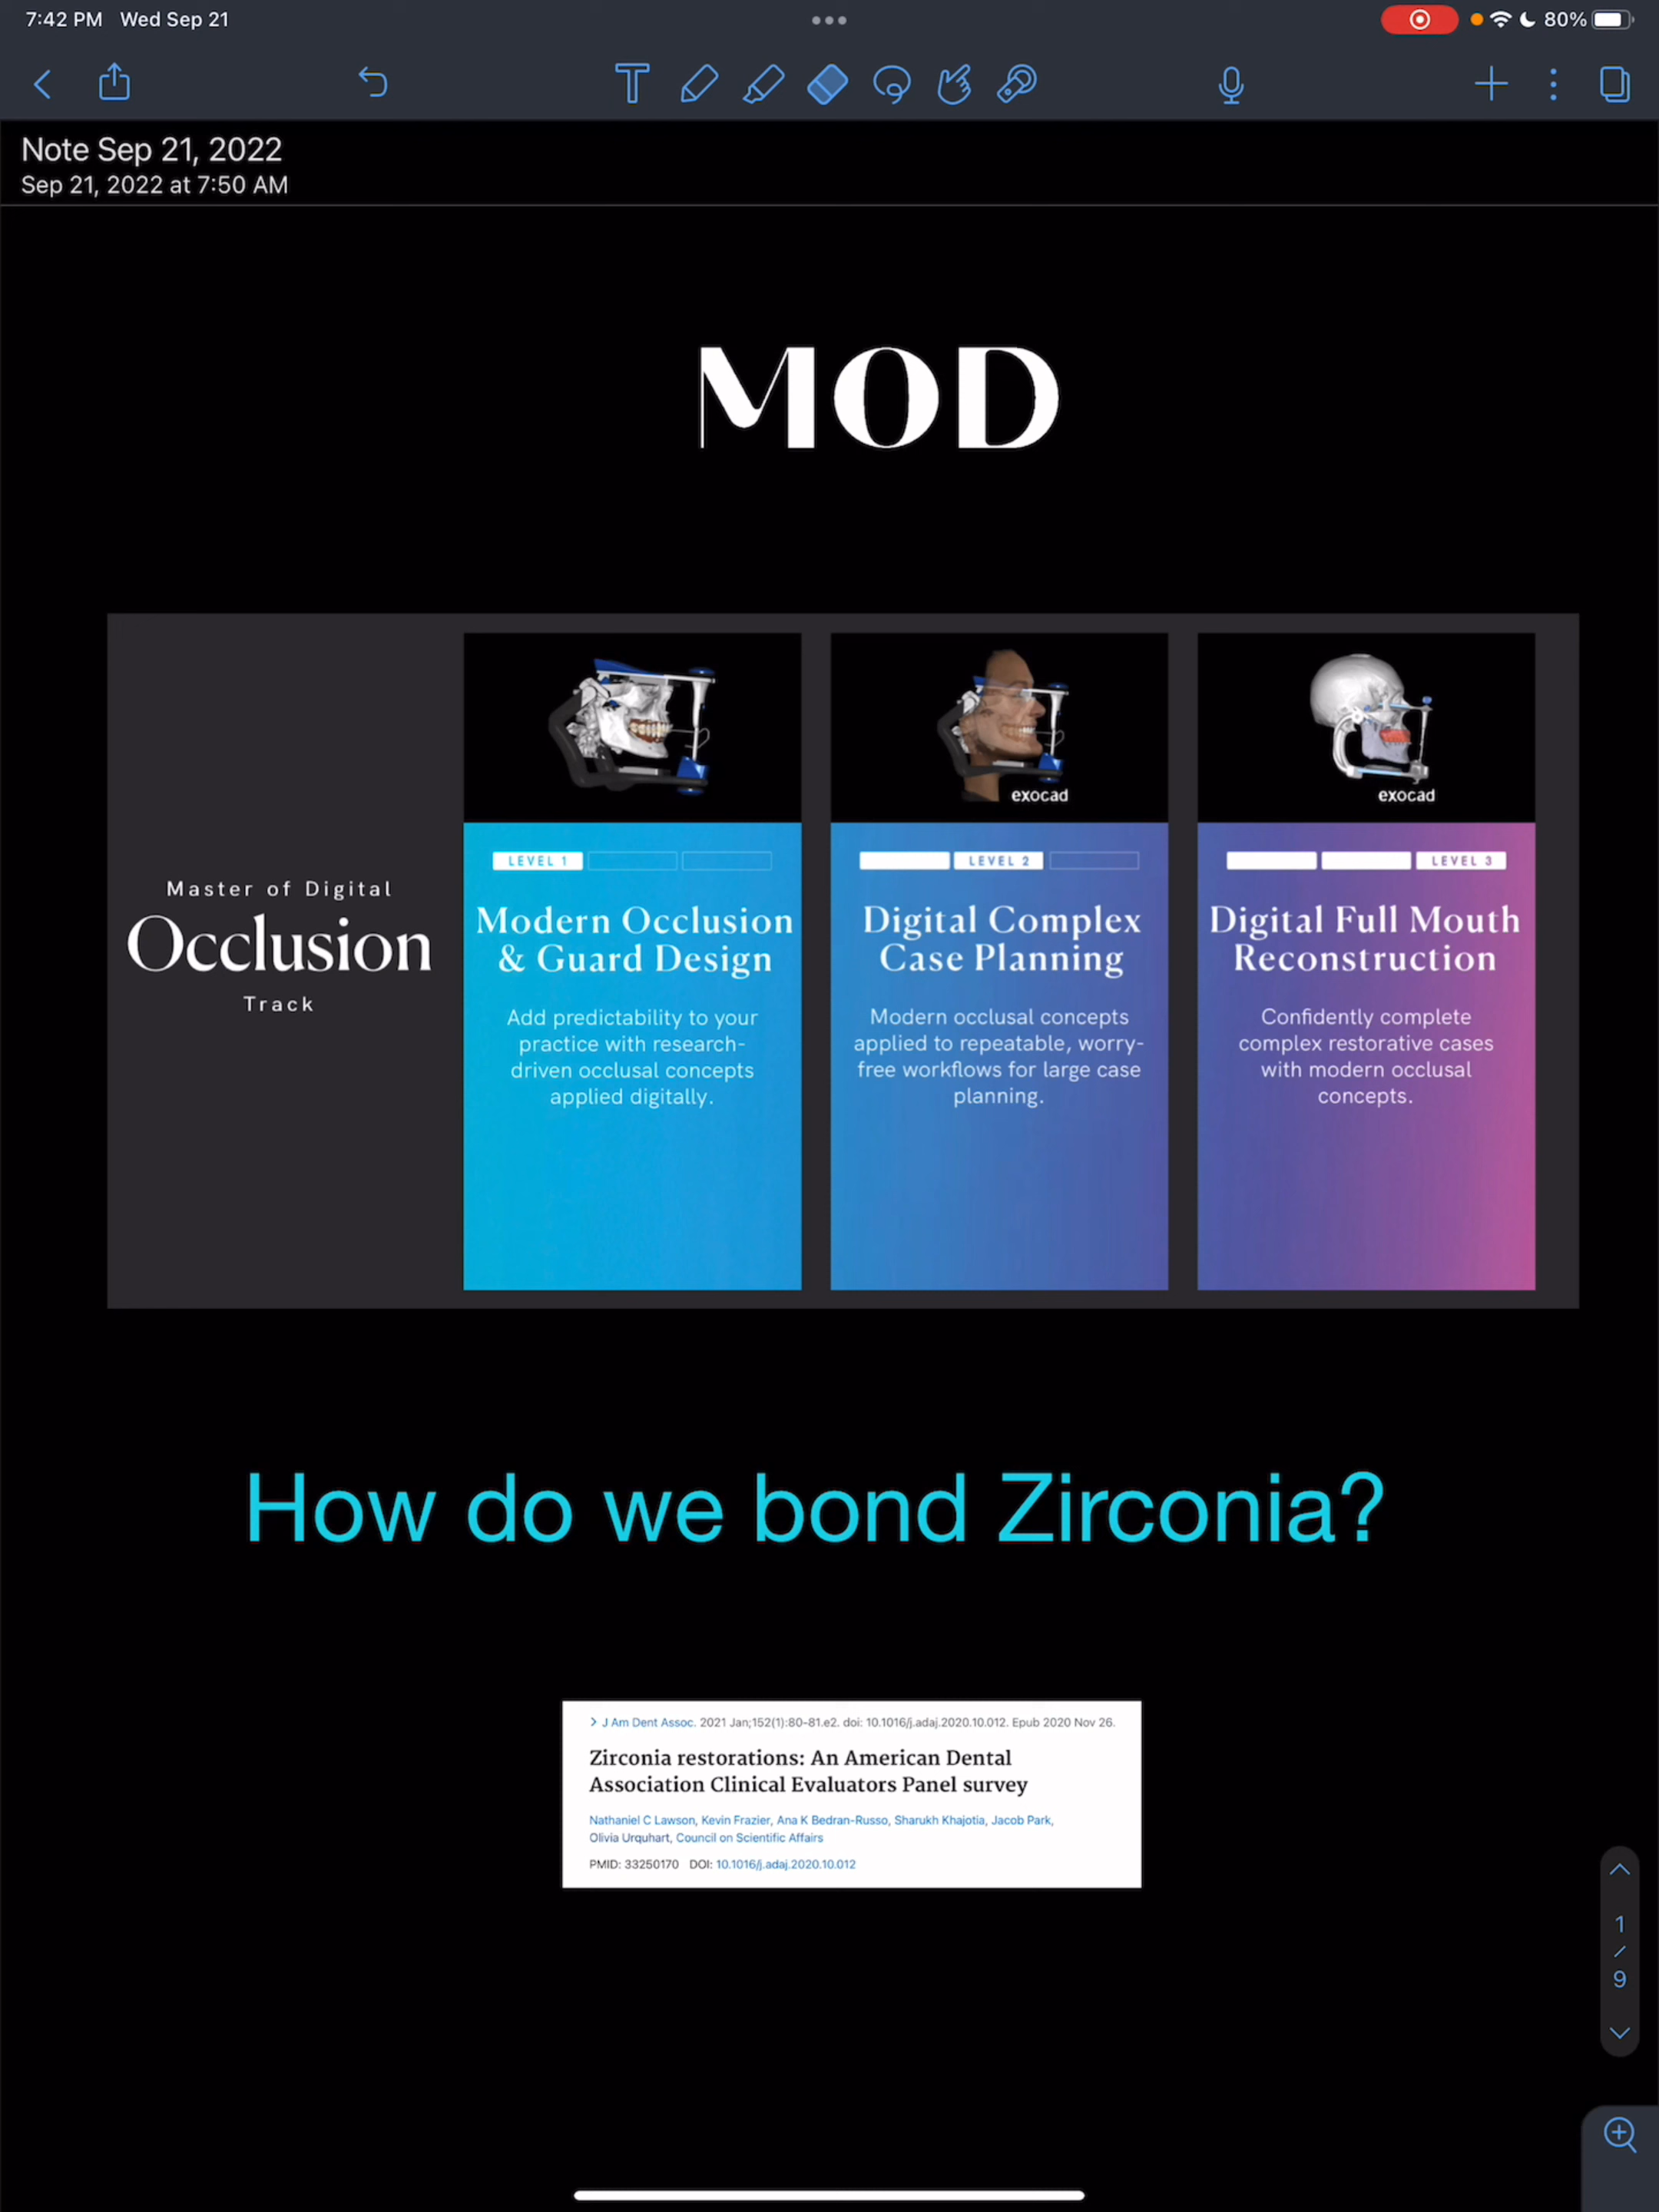 7:42 PM Wed Sep 21
80%
Note Sep 21, 2022
Sep 21, 2022 at 7:50 AM
MOD
Master of Digital
Occlusion
Track
LEVEL 1
Modern Occlusion
& Guard Design
Add predictability to your
practice with research-
driven occlusal concepts
applied digitally.
exocad
LEVEL 2
Digital Complex
Case Planning
Modern occlusal concepts
applied to repeatable, worry-
free workflows for large case
planning.
exocad
LEVEL 3
Digital Full Mouth
Reconstruction
Confidently complete
complex restorative cases
with modern occlusal
concepts.
How do we bond Zirconia?
> J Am Dent Assoc. 2021 Jan;152(1):80-81.e2. doi: 10.1016/j.adaj.2020.10.012. Epub 2020 Nov 26.
Zirconia restorations: An American Dental
Association Clinical Evaluators Panel survey
Nathaniel C Lawson, Kevin Frazier, Ana K Bedran-Russo, Sharukh Khajotia, Jacob Park,
Olivia Urquhart, Council on Scientific Affairs
PMID: 33250170 DOI: 10.1016/j.adaj.2020.10.012
1
/
9